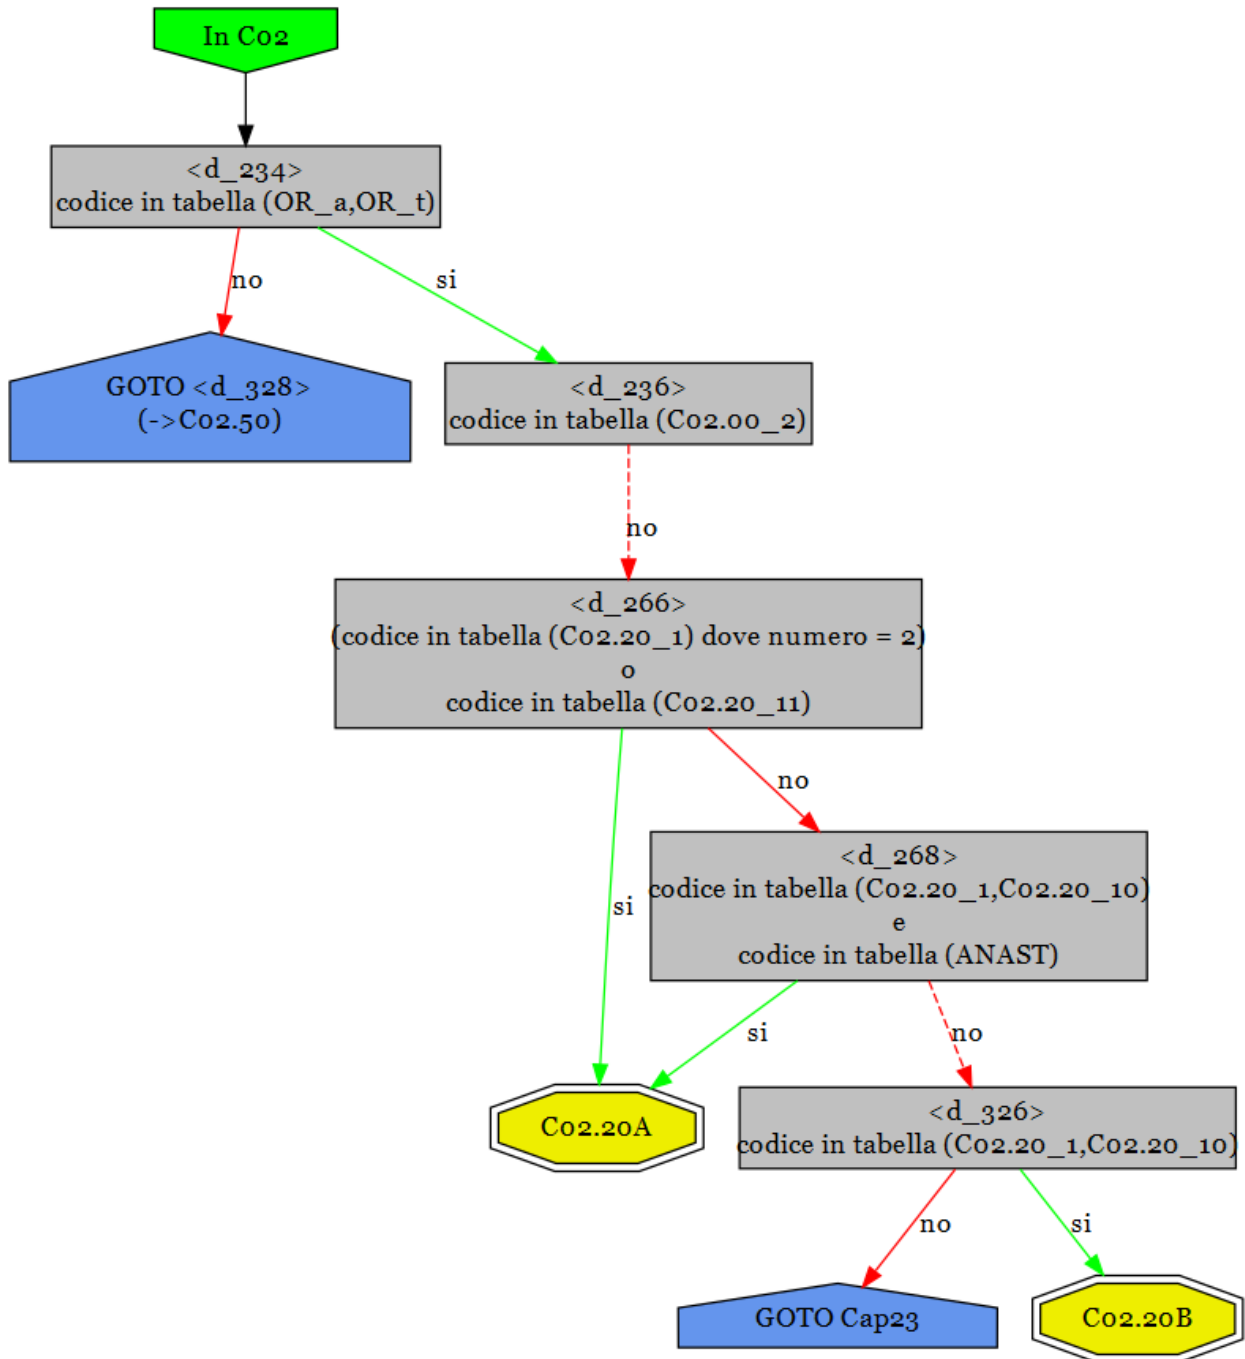 In C02
<d_234>
codice in tabella (OR_a,OR_t)
no
si
GOTO <d_328>
(->C02.50)
<d_236>
codice in tabella (C02.00_2)
no
<d_266>
(codice in tabella (C02.20_1) dove numero = 2)
o
codice in tabella (C02.20_11)
no
<d_268>
codice in tabella (C02.20_1,C02.20_10)
e
codice in tabella (ANAST)
si
si
no
C02.20A
<d_326>
codice in tabella (C02.20_1,C02.20_10)
no
si
GOTO Cap23
C02.20B